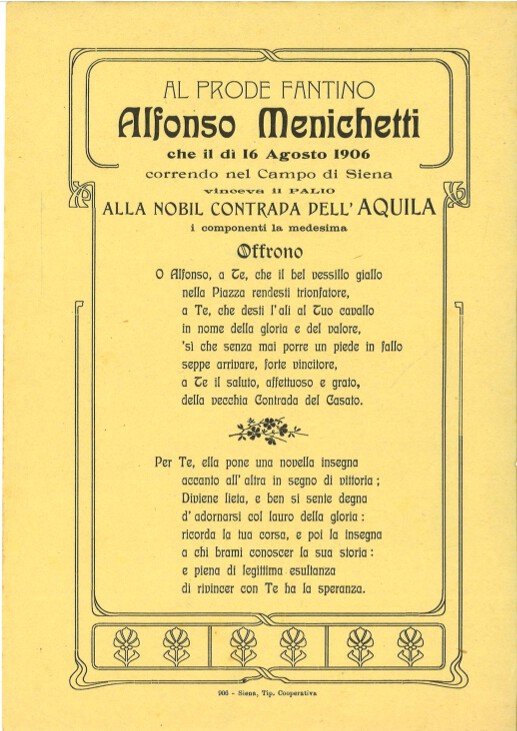 AL PRODE FANTINO
Alfonso Menichetti
che il dì 16 Agosto 1906
correndo nel Campo di Siena
vinceva il PALIO
ALLA NOBIL CONTRADA DELL' AQUILA
i componenti la medesima
Offrono
O Alfonso, a Te, che il bel vessillo giallo
nella Piazza rendesti trionfatore,
a Te, che desti l'ali al Tuo cavallo
in nome della gloria e del valore,
'sì che senza mai porre un piede in fallo
seppe arrivare, forte vincitore,
a Te il saluto, affettuoso e grato,
della vecchia Contrada del Casato.
Per Te, ella pone una novella insegna
accanto all'altra in segno di vittoria;
Diviene lieta, e ben si sente degna
d'adornarsi col lauro della gloria:
ricorda la tua corsa, e poi la insegna
a chi brami conoscer la sua storia:
e piena di legittima esultanza
di rivincer con Te ha la speranza.
906 - Siena, Tip. Cooperativa